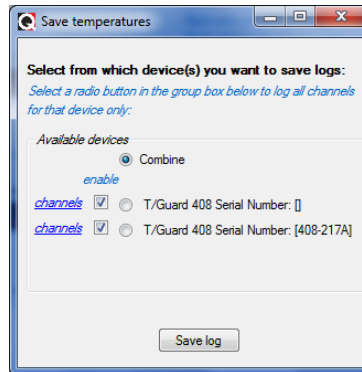 Save temperatures
Select from which device(s) you want to save logs:
Select a radio button in the group box below to log all channels
for that device only:
Available devices
Combine
enable
channels T/Guard 408 Serial Number: []
channels T/Guard 408 Serial Number: [408-217A]
Save log